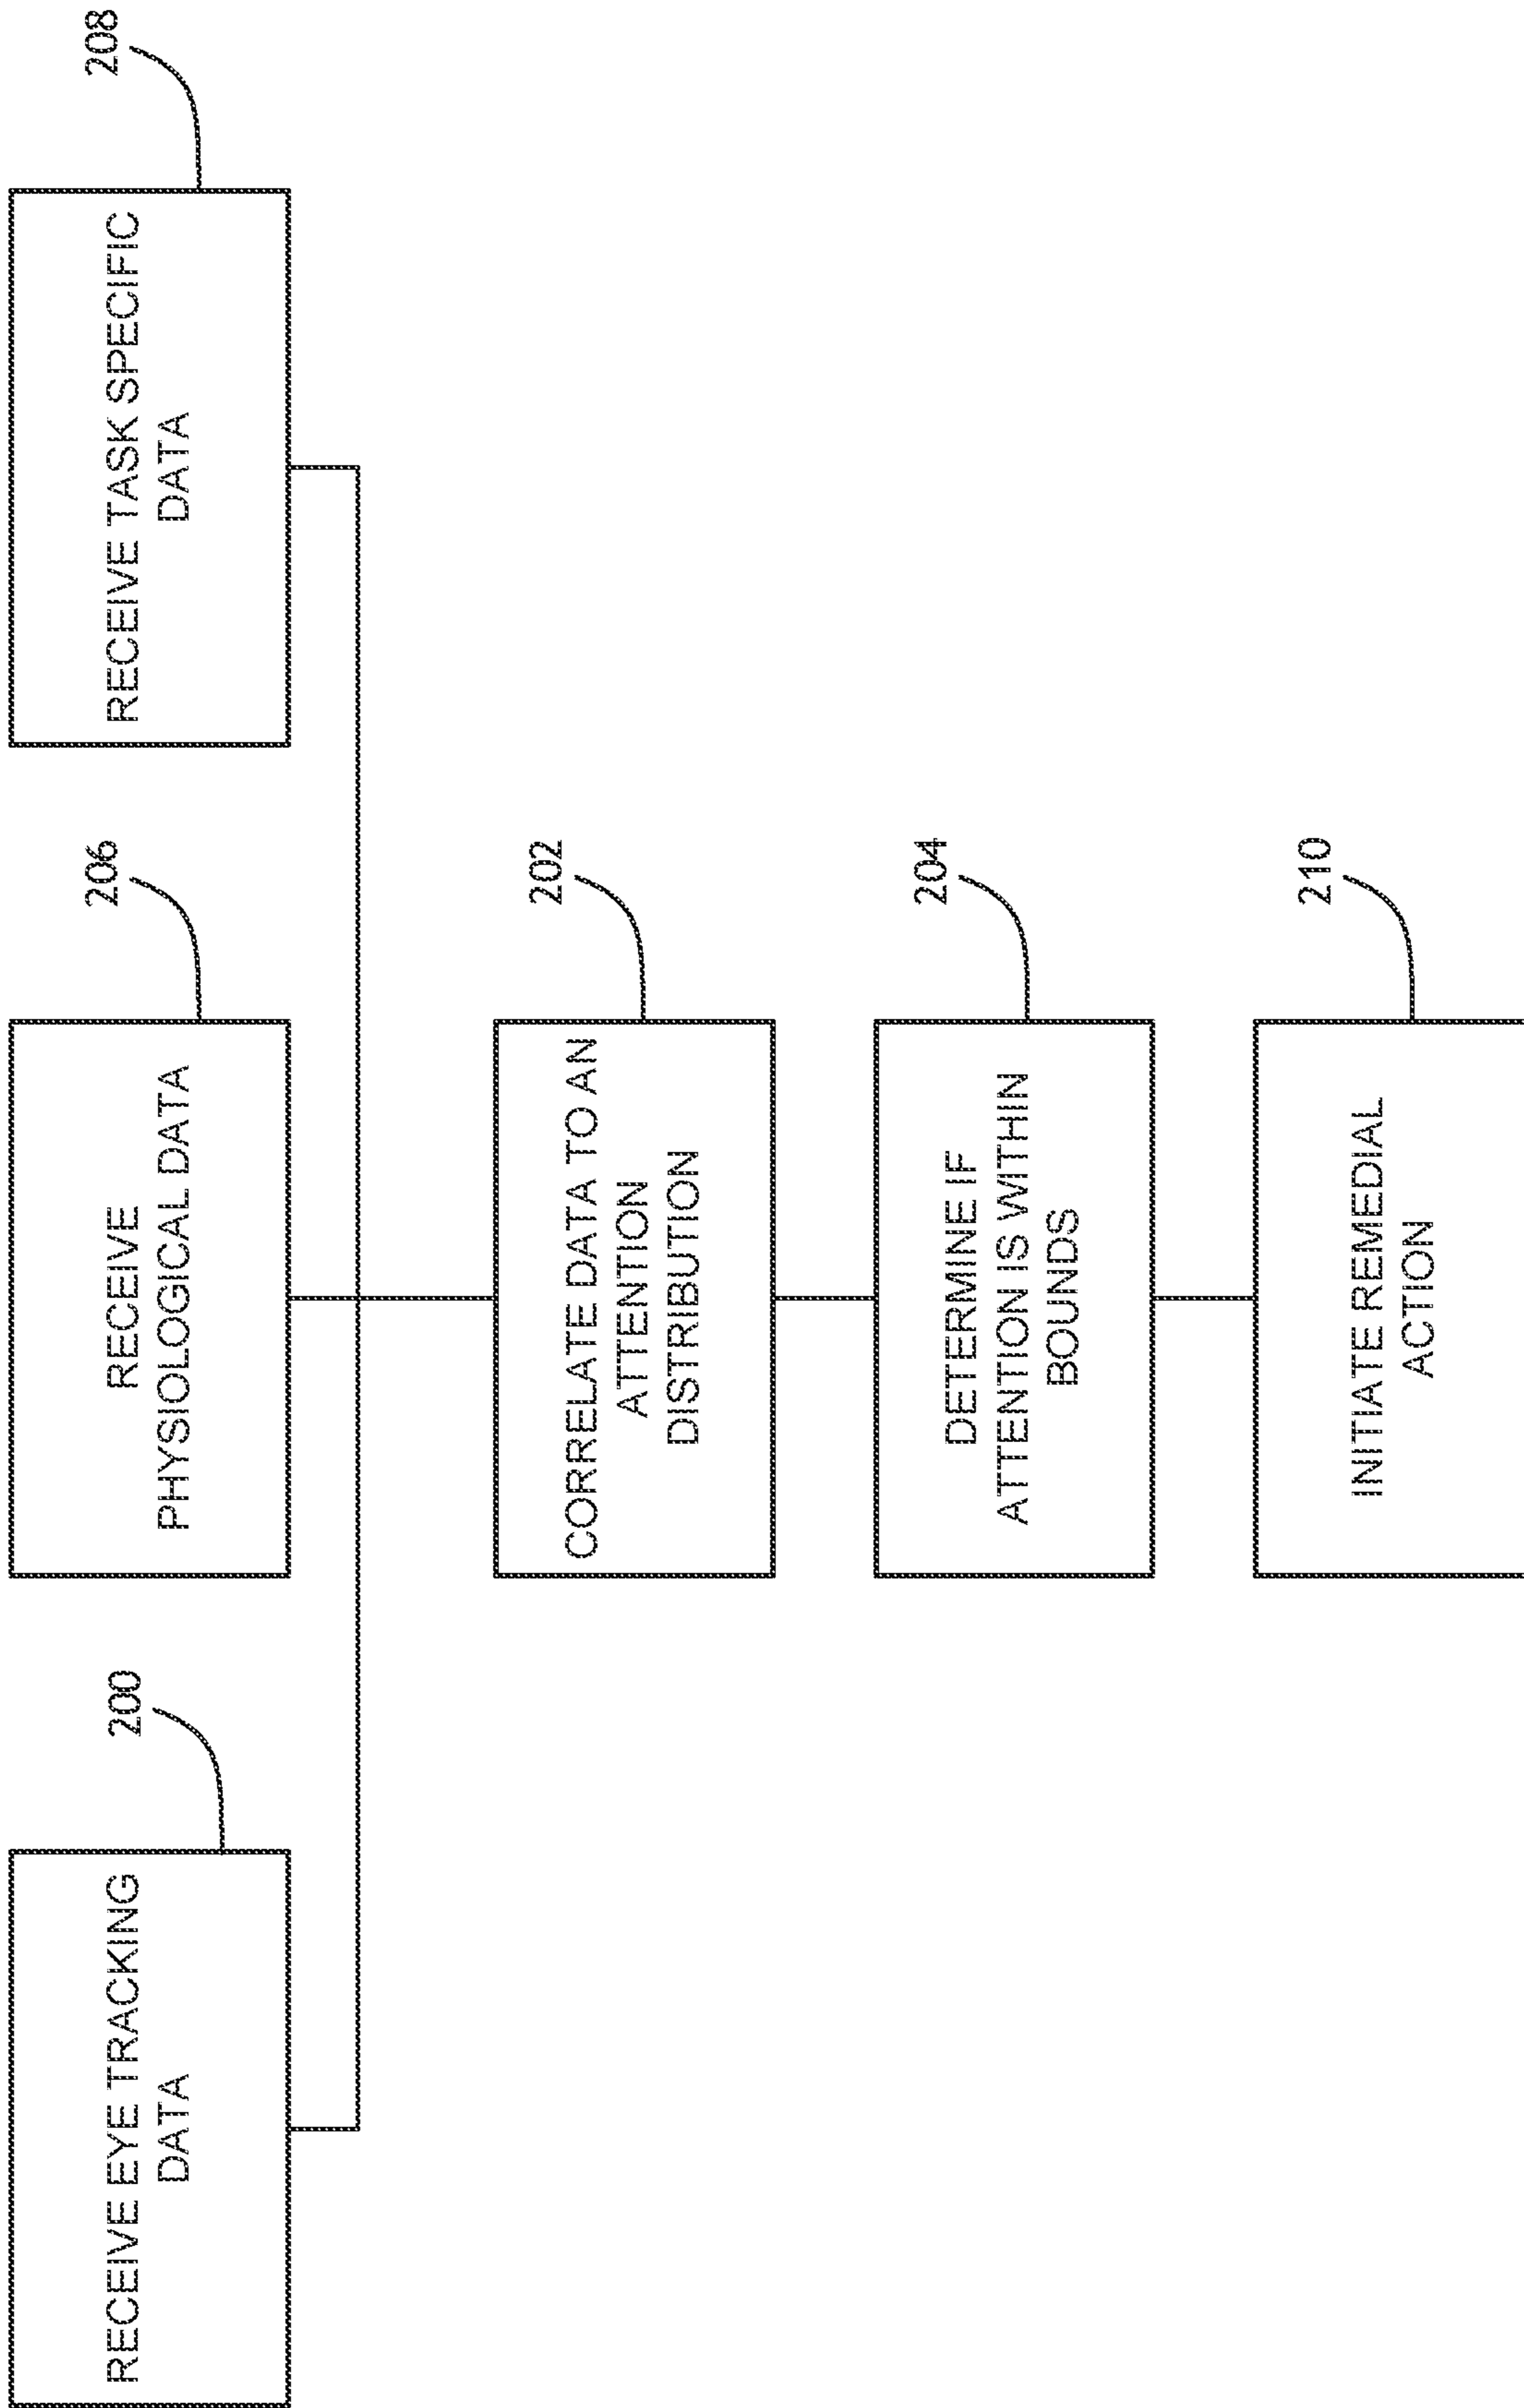 RECEIVE EYE TRACKING
DATA
200
RECEIVE
PHYSIOLOGICAL DATA
206
RECEIVE TASK SPECIFIC
DATA
208
CORRELATE DATA TO AN
ATTENTION
DISTRIBUTION
202
DETERMINE IF
ATTENTION IS WITHIN
BOUNDS
204
INITIATE REMEDIAL
ACTION
210